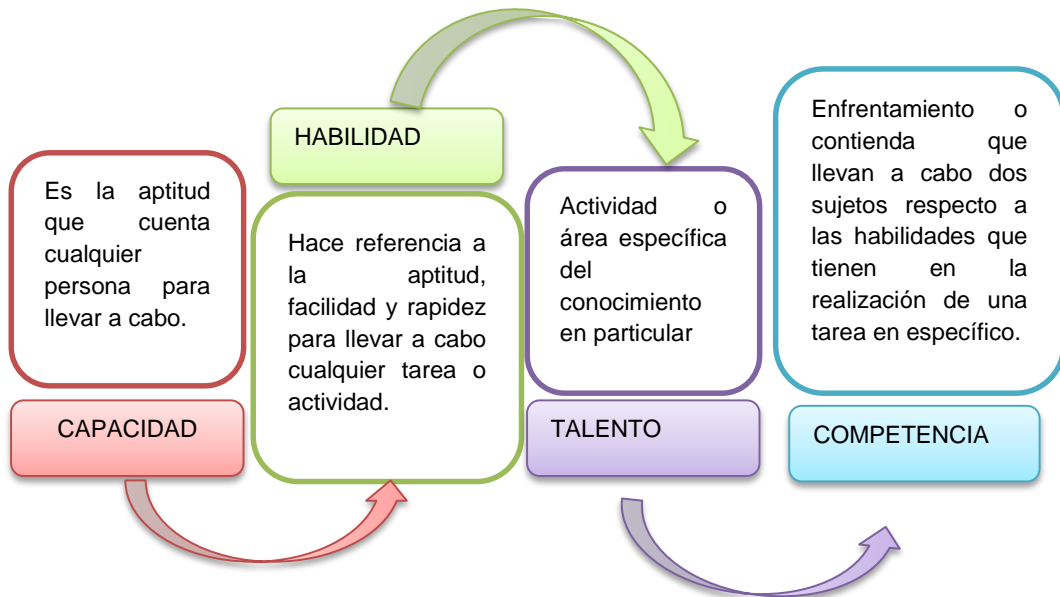 Es la aptitud
que cuenta
cualquier
persona para
llevar a cabo.
CAPACIDAD
HABILIDAD
Hace referencia a
la aptitud,
facilidad y rapidez
para llevar a cabo
cualquier tarea o
actividad.
Actividad o
área específica
del
conocimiento
en particular
TALENTO
Enfrentamiento o
contienda que
llevan a cabo dos
sujetos respecto a
las habilidades que
tienen en la
realización de una
tarea en específico.
COMPETENCIA